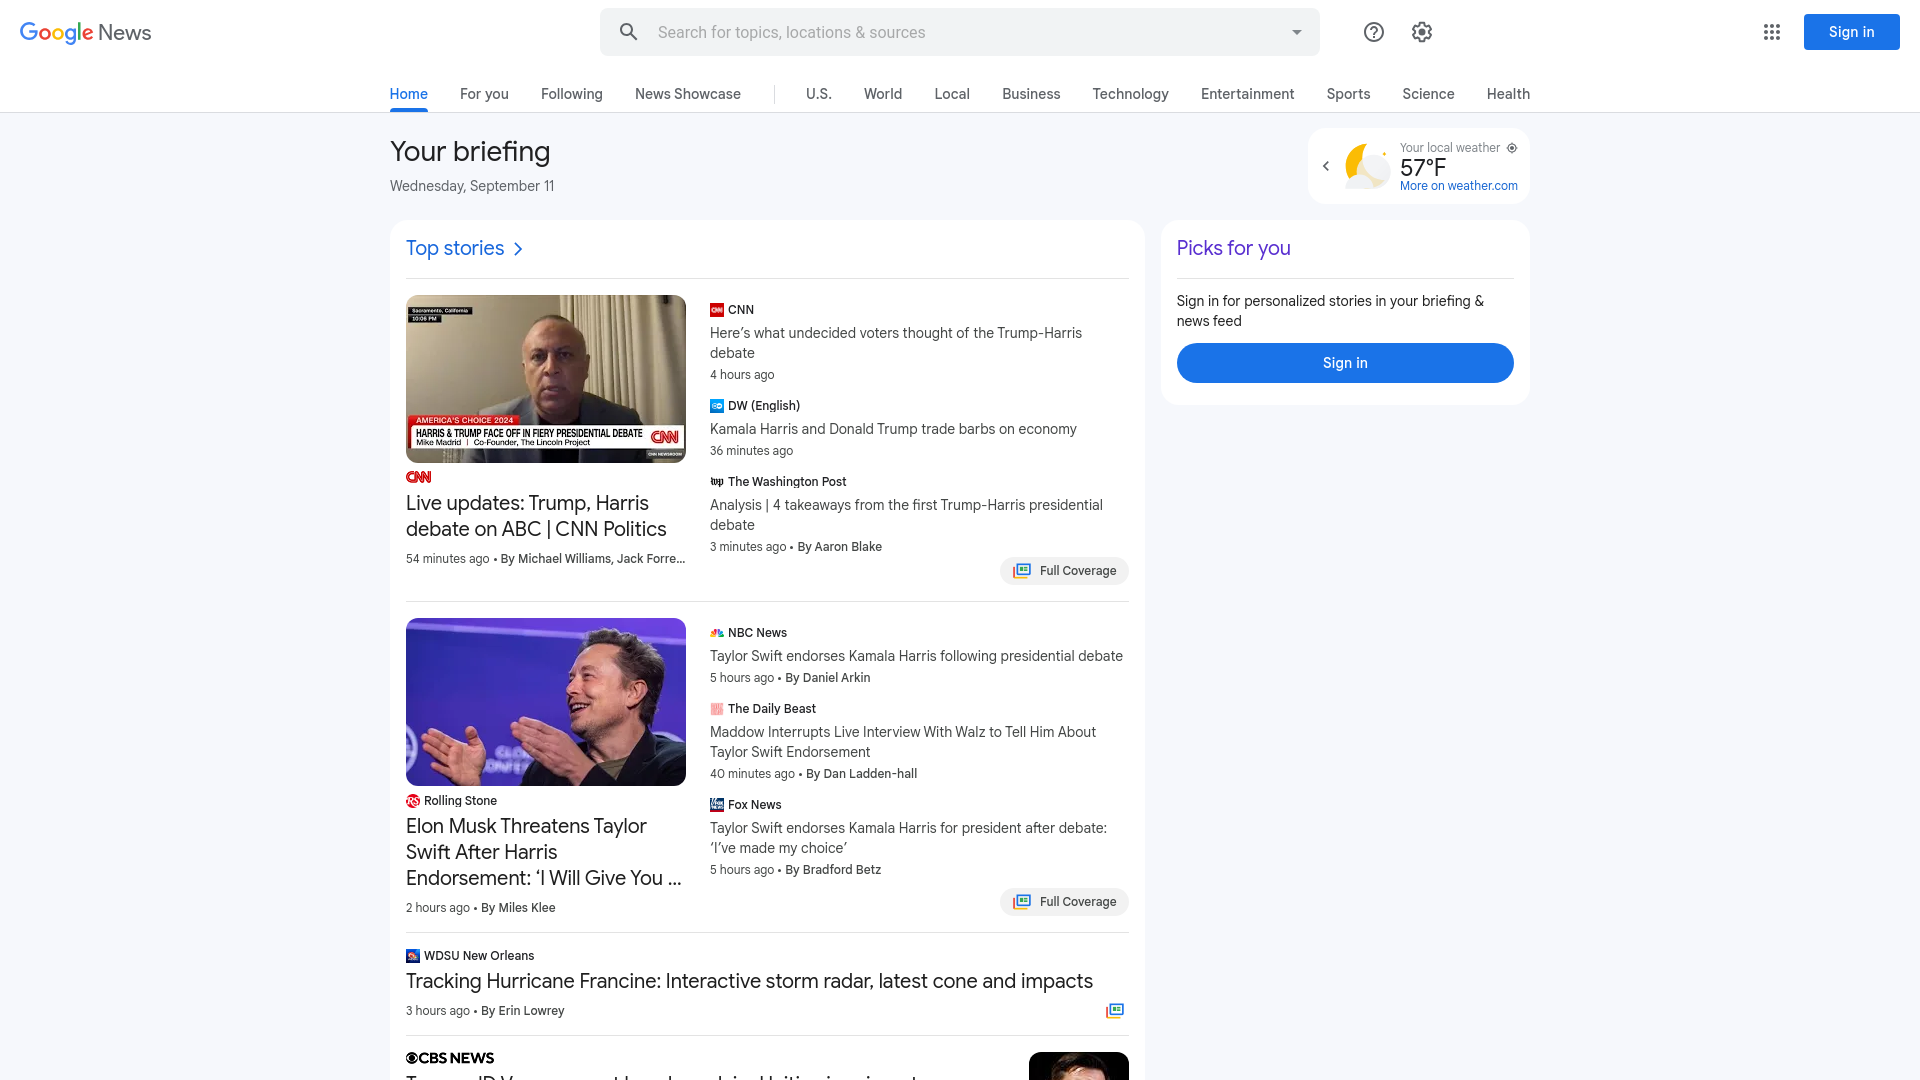 Google News
Search for topics, locations & sources
Sign in
Home
For you
Following
News Showcase
U.S.
World
Local
Business
Technology
Entertainment
Sports
Science
Health
Your briefing
Wednesday, September 11
Your local weather
57°F
More on weather.com
Top stories
Sacramento, California
10:06 PM
AMERICA'S CHOICE 2024
HARRIS & TRUMP FACE OFF IN FIERY PRESIDENTIAL DEBATE
Mike Madrid | Co-Founder, The Lincoln Project
CNN
CNN NEWSROOM
CNN
Live updates: Trump, Harris
debate on ABC | CNN Politics
54 minutes ago • By Michael Williams, Jack Forre…
CNN
Here’s what undecided voters thought of the Trump-Harris
debate
4 hours ago
DW (English)
Kamala Harris and Donald Trump trade barbs on economy
36 minutes ago
The Washington Post
Analysis | 4 takeaways from the first Trump-Harris presidential
debate
3 minutes ago • By Aaron Blake
Full Coverage
Rolling Stone
Elon Musk Threatens Taylor
Swift After Harris
Endorsement: ‘I Will Give You …
2 hours ago • By Miles Klee
NBC News
Taylor Swift endorses Kamala Harris following presidential debate
5 hours ago • By Daniel Arkin
The Daily Beast
Maddow Interrupts Live Interview With Walz to Tell Him About
Taylor Swift Endorsement
40 minutes ago • By Dan Ladden-hall
Fox News
Taylor Swift endorses Kamala Harris for president after debate:
‘I’ve made my choice’
5 hours ago • By Bradford Betz
Full Coverage
WDSU New Orleans
Tracking Hurricane Francine: Interactive storm radar, latest cone and impacts
3 hours ago • By Erin Lowrey
CBS NEWS
Picks for you
Sign in for personalized stories in your briefing &
news feed
Sign in